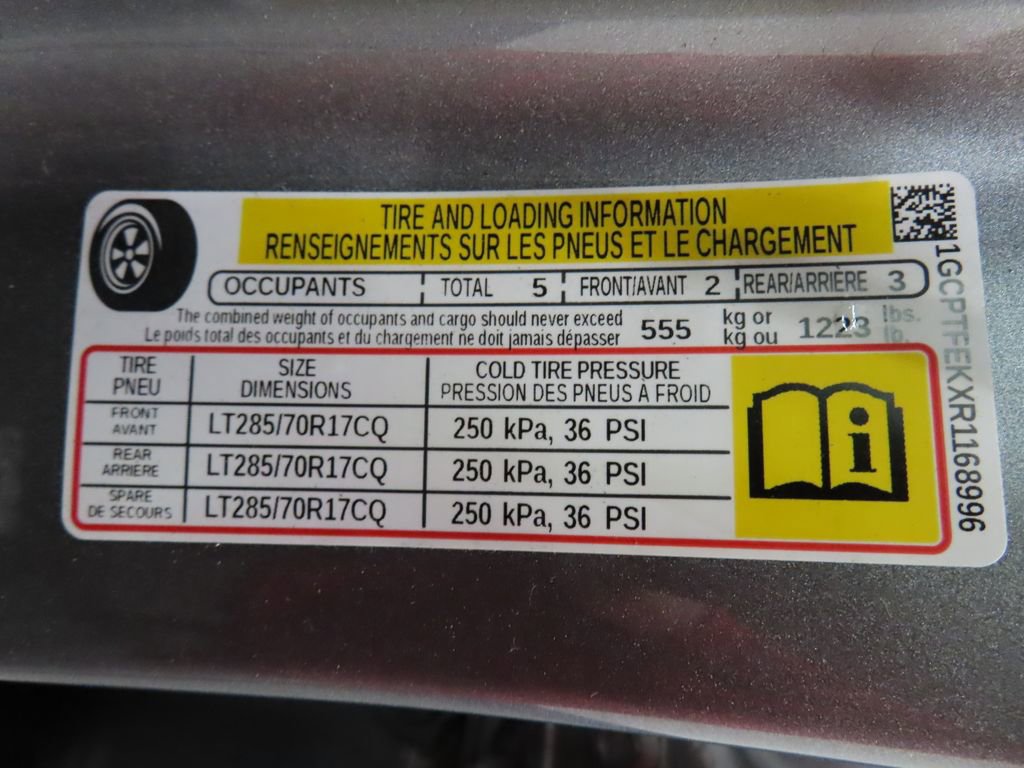 TIRE AND LOADING INFORMATION
RENSEIGNEMENTS SUR LES PNEUS ET LE CHARGEMENT
OCCUPANTS TOTAL 5 FRONT/AVANT 2 REAR/ARRIÈRE 3
The combined weight of occupants and cargo should never exceed 555 kg or 1223 lbs.
Le poids total des occupants et du chargement ne doit jamais dépasser kg ou lb.
TIRE SIZE COLD TIRE PRESSURE
PNEU DIMENSIONS PRESSION DES PNEUS À FROID
FRONT
AVANT LT285/70R17CQ 250 kPa, 36 PSI
REAR
ARRIÈRE LT285/70R17CQ 250 kPa, 36 PSI
SPARE
DE SECOURS LT285/70R17CQ 250 kPa, 36 PSI
i
1GCPTFEKXR1168996